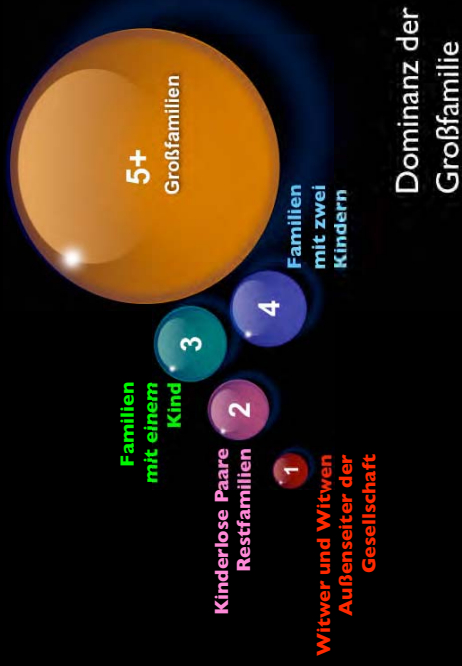 5+
Großfamilien
Familien
mit zwei
Kindern
4
3
Familien
mit einem
Kind
2
Kinderlose Paare
Restfamilien
1
Witwer und Witwen
Außenseiter der
Gesellschaft
Dominanz der
Großfamilie